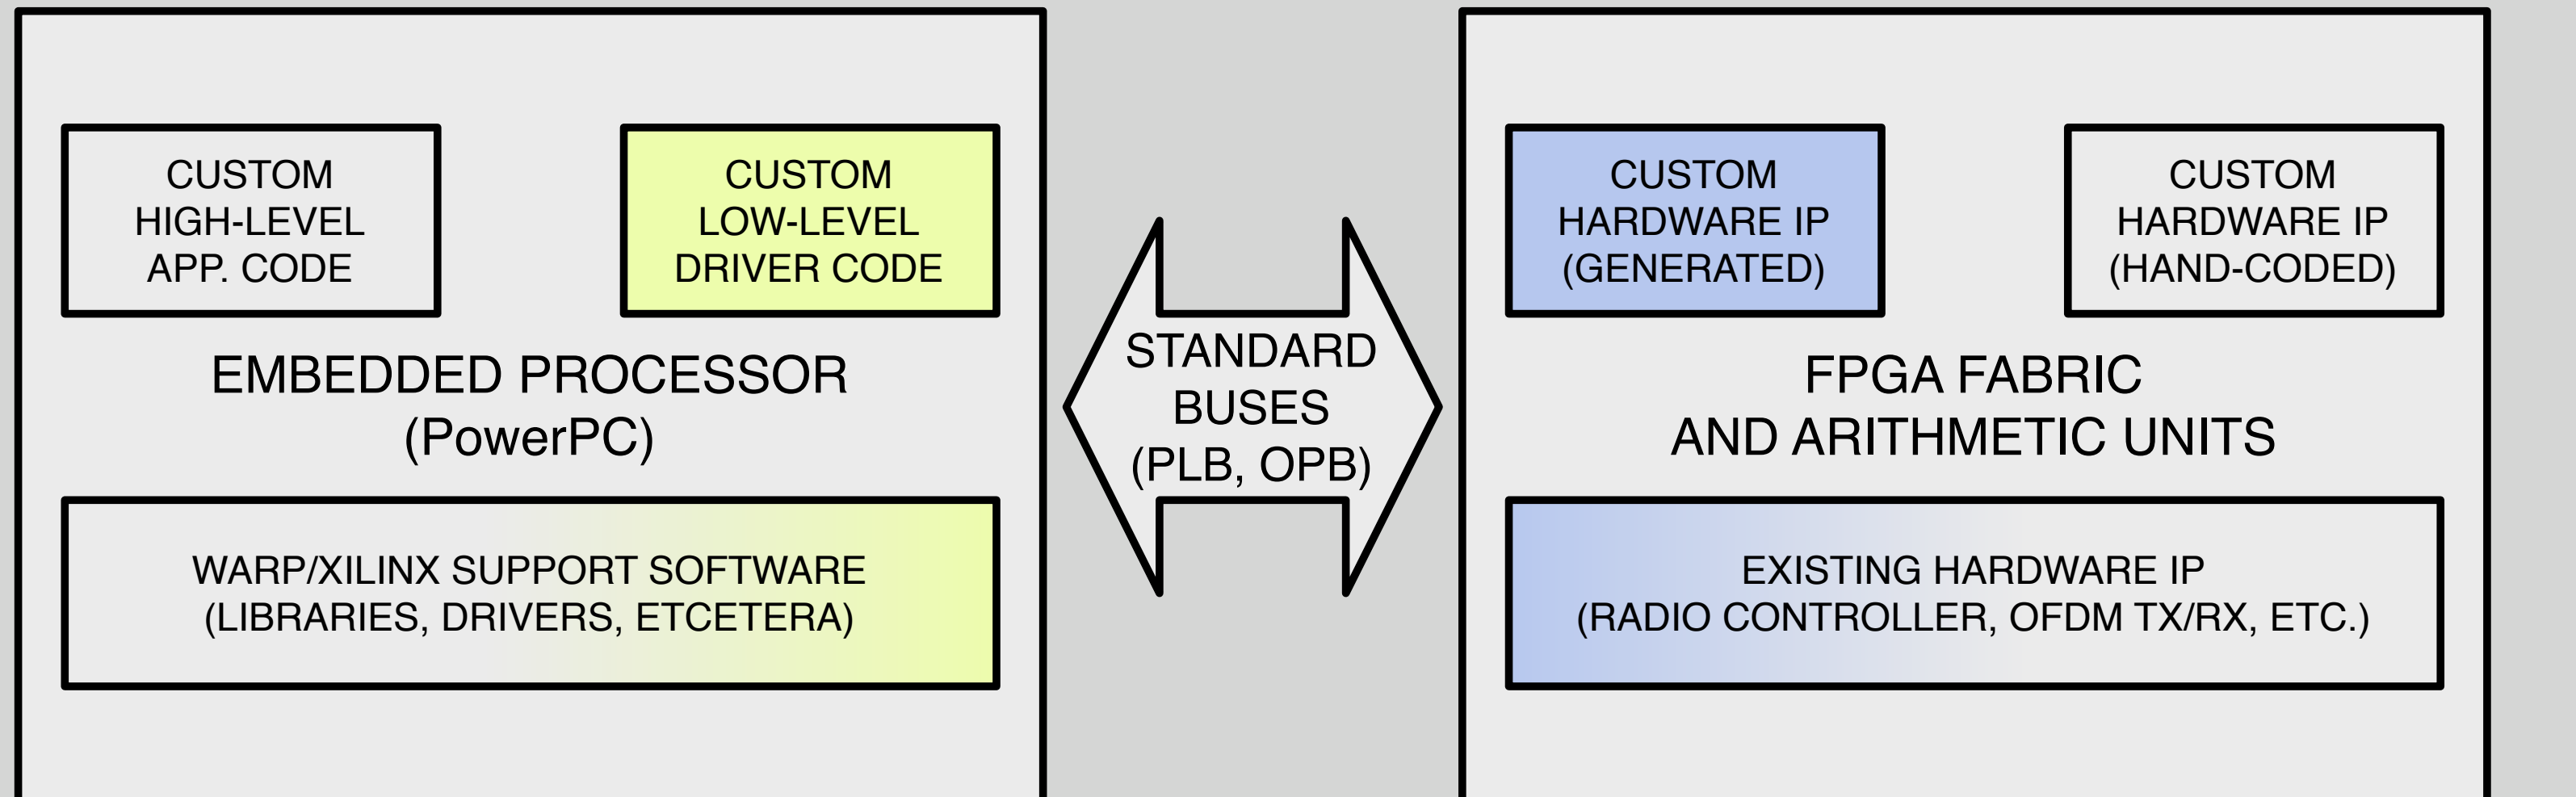 CUSTOM
HIGH-LEVEL
APP. CODE
CUSTOM
LOW-LEVEL
DRIVER CODE
EMBEDDED PROCESSOR
(PowerPC)
WARP/XILINX SUPPORT SOFTWARE
(LIBRARIES, DRIVERS, ETCETERA)
STANDARD
BUSES
(PLB, OPB)
CUSTOM
HARDWARE IP
(GENERATED)
CUSTOM
HARDWARE IP
(HAND-CODED)
FPGA FABRIC
AND ARITHMETIC UNITS
EXISTING HARDWARE IP
(RADIO CONTROLLER, OFDM TX/RX, ETC.)